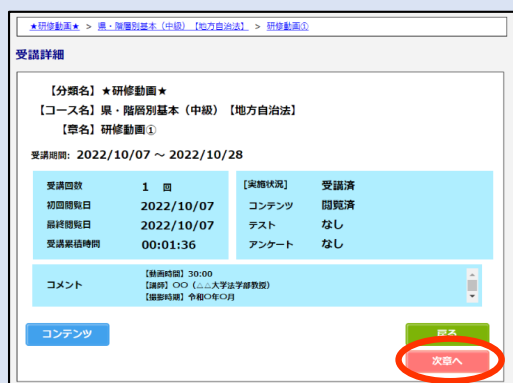 ★研修動画★ > 県・階層別基本（中級）【地方自治法】 > 研修動画①
受講詳細
【分類名】★研修動画★
【コース名】県・階層別基本（中級）【地方自治法】
【章名】研修動画①
受講期間: 2022/10/07 ～ 2022/10/28
受講回数 1 回
初回閲覧日 2022/10/07
最終閲覧日 2022/10/07
受講累積時間 00:01:36
[実施状況] 受講済
コンテンツ 閲覧済
テスト なし
アンケート なし
コメント
【動画時間】30:00
【講師】○○（△△大学法学部教授）
【撮影時期】令和○年○月
コンテンツ
戻る
次章へ